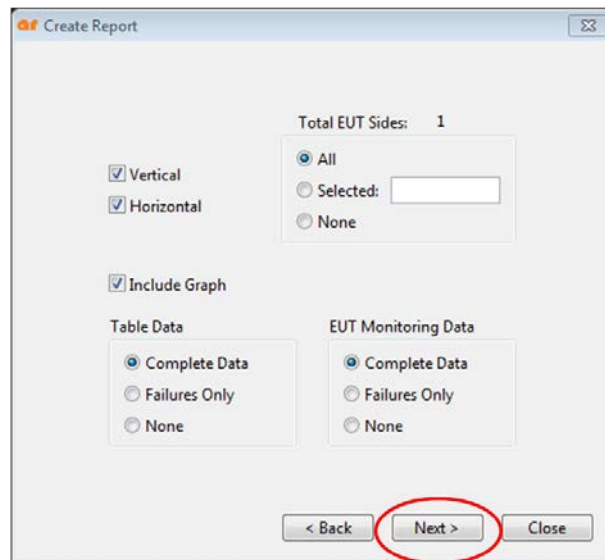 ar Create Report
Total EUT Sides: 1
All
Vertical
Selected:
Horizontal
None
Include Graph
Table Data
EUT Monitoring Data
Complete Data
Complete Data
Failures Only
Failures Only
None
None
< Back
Next >
Close